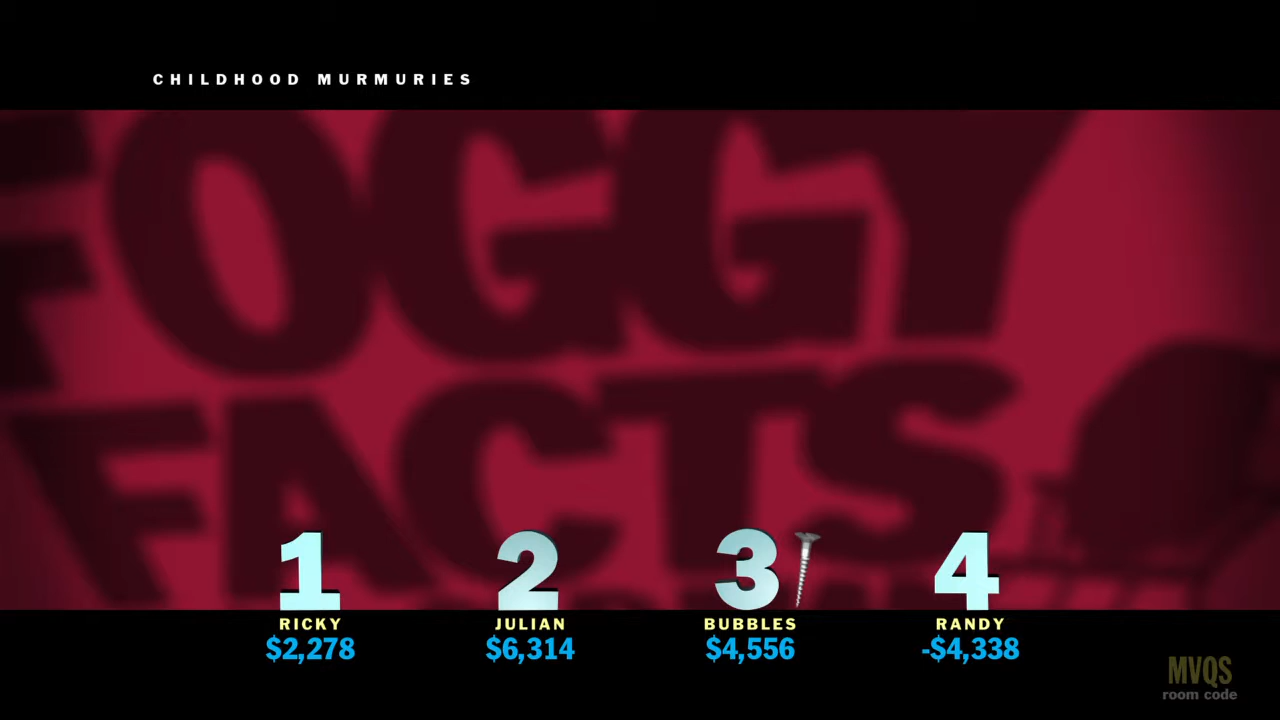 CHILDHOOD MURMURIES
FOGGY
FACTS
1 2 3 4
RICKY JULIAN BUBBLES RANDY
$2,278 $6,314 $4,556 -$4,338
MVQS
room code